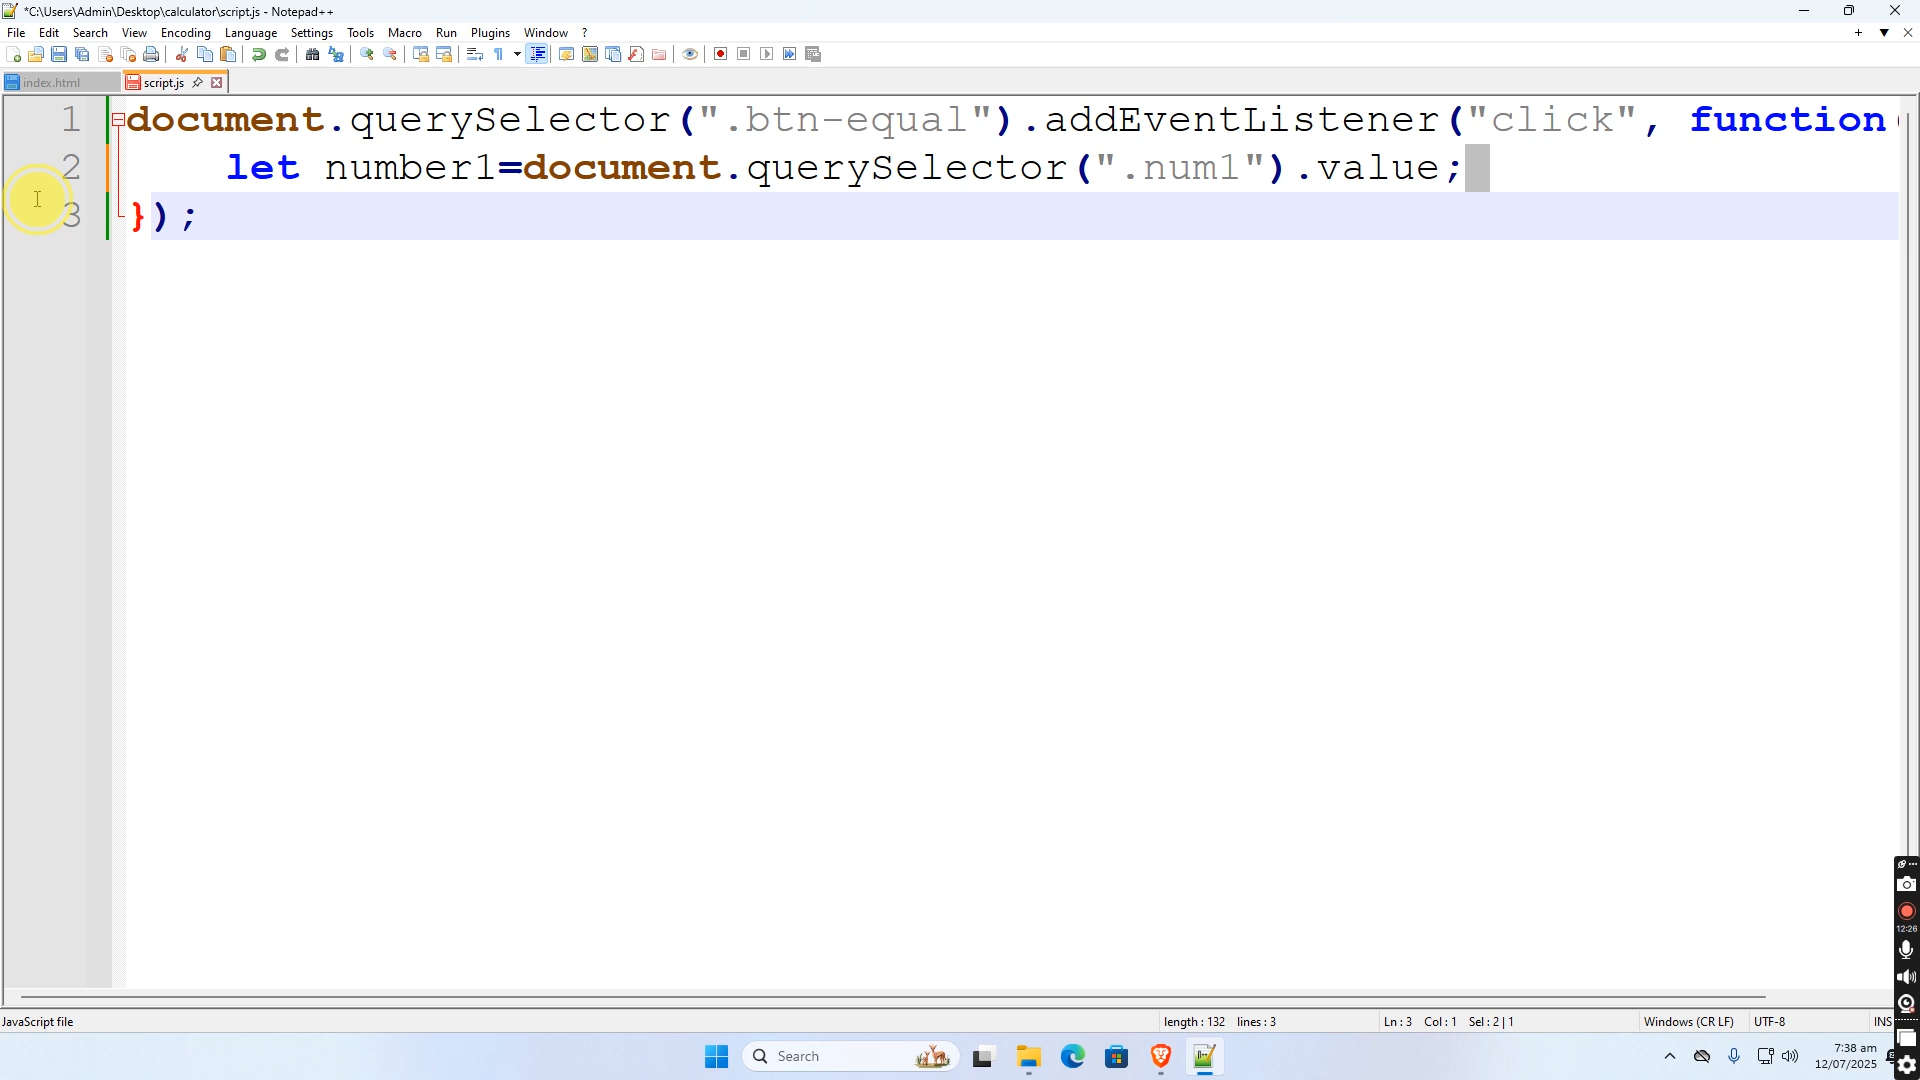 *C:\Users\Admin\Desktop\calculator\script.js - Notepad++
File Edit Search View Encoding Language Settings Tools Macro Run Plugins Window ?
index.html script.js
1 document.querySelector(".btn-equal").addEventListener("click", function(
2 let number1=document.querySelector(".num1").value;
3 });
12:26
JavaScript file length : 132 lines : 3 Ln : 3 Col : 1 Sel : 2 | 1 Windows (CR LF) UTF-8 INS
Search
7:38 am
12/07/2025